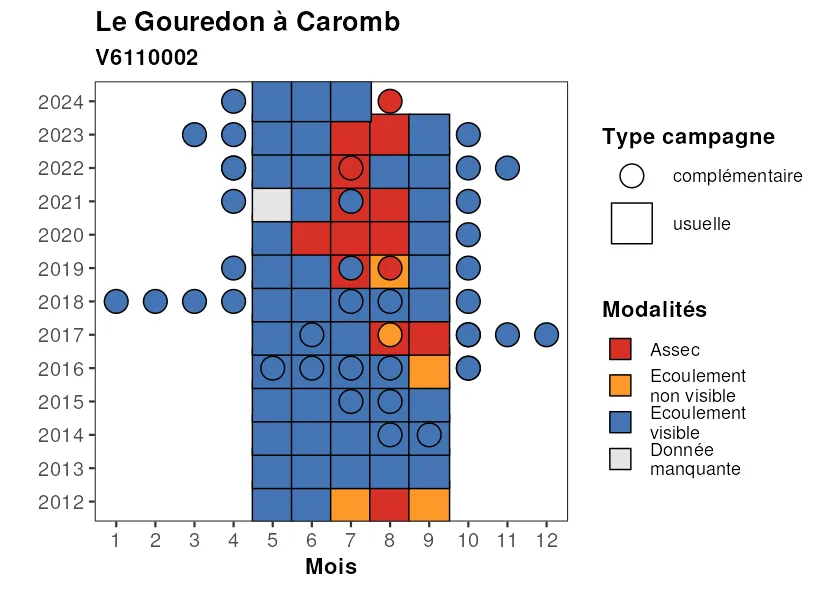 Le Gouredon à Caromb
V6110002
2024
2023
2022
2021
2020
2019
2018
2017
2016
2015
2014
2013
2012
1 2 3 4 5 6 7 8 9 10 11 12
Mois
Type campagne
complémentaire
usuelle
Modalités
Assec
Ecoulement
non visible
Ecoulement
visible
Donnée
manquante